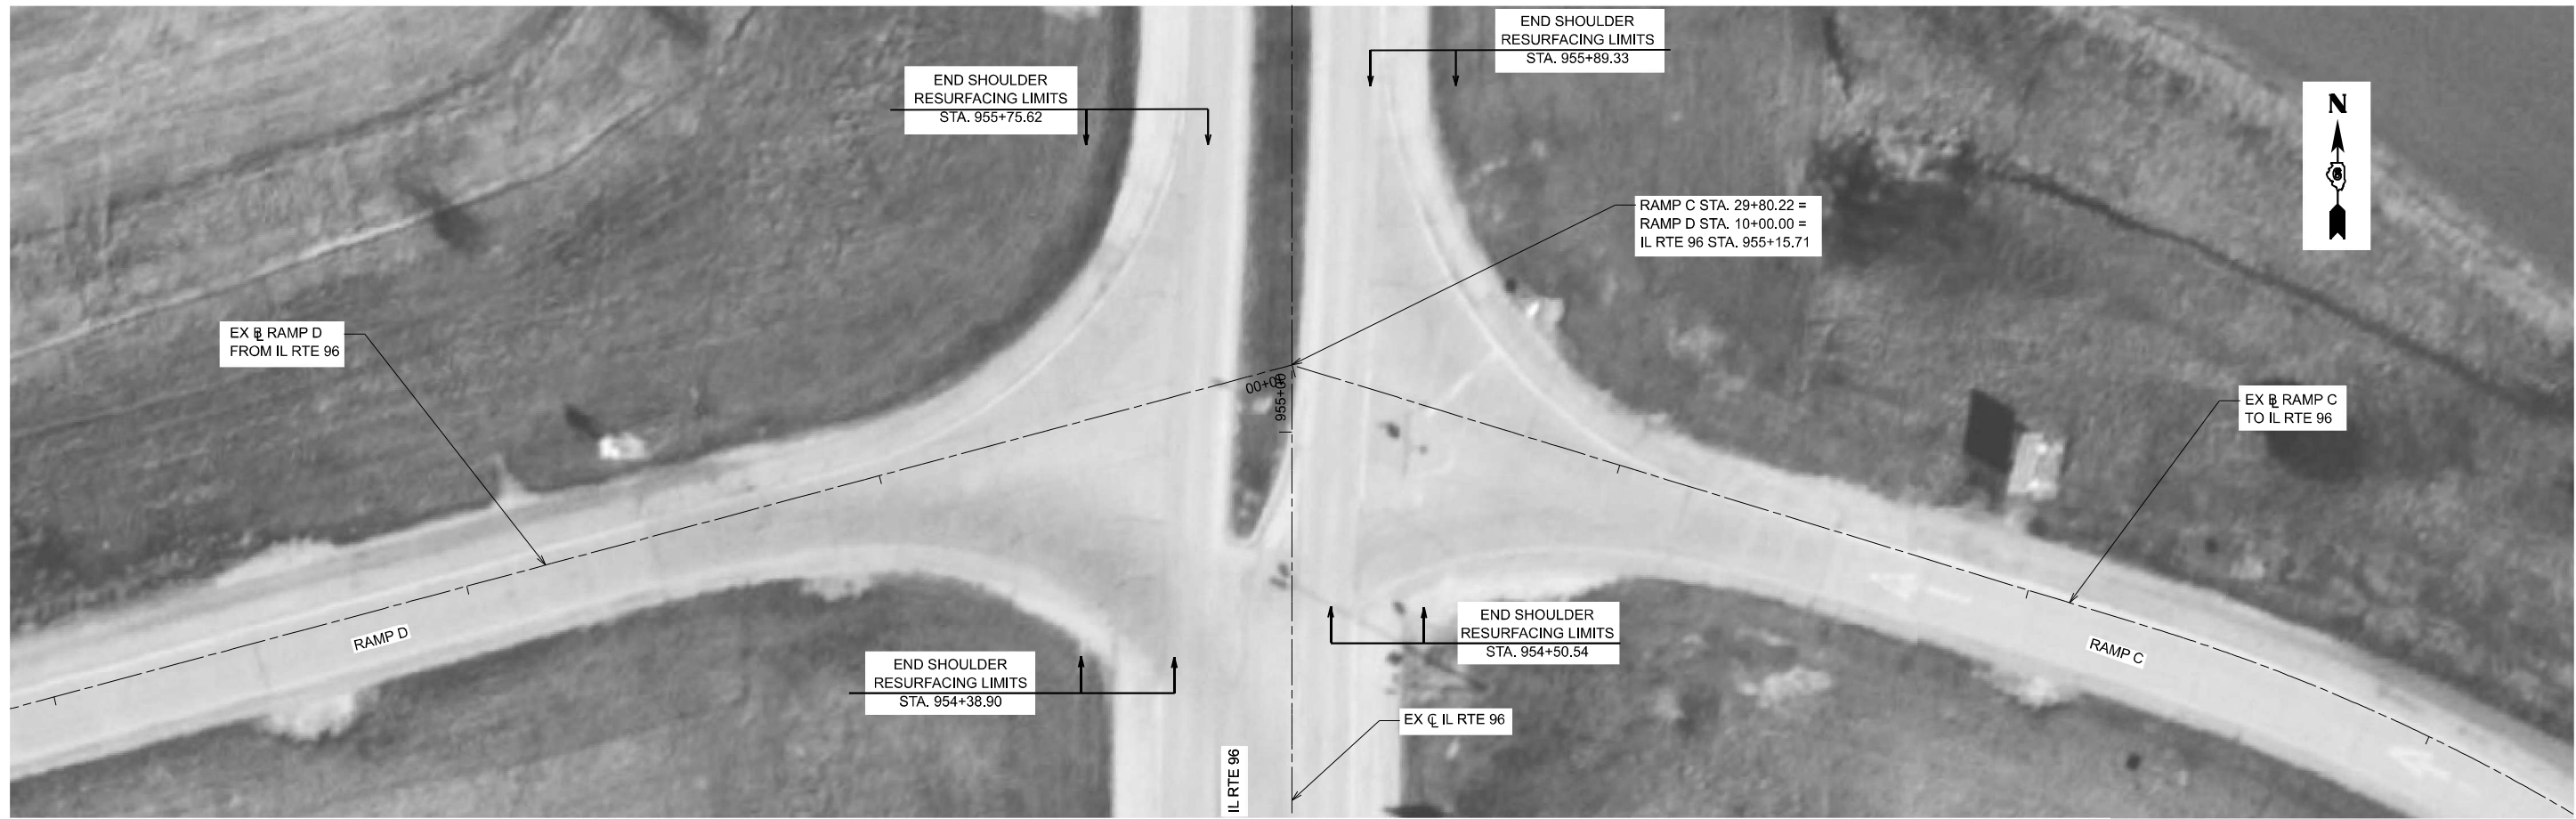 END SHOULDER
RESURFACING LIMITS
STA. 955+89.33
END SHOULDER
RESURFACING LIMITS
STA. 955+75.62
N
RAMP C STA. 29+80.22 =
RAMP D STA. 10+00.00 =
IL RTE 96 STA. 955+15.71
EX BL RAMP D
FROM IL RTE 96
955+00
EX BL RAMP C
TO IL RTE 96
RAMP D
RAMP C
END SHOULDER
RESURFACING LIMITS
STA. 954+50.54
END SHOULDER
RESURFACING LIMITS
STA. 954+38.90
EX CL IL RTE 96
IL RTE 96